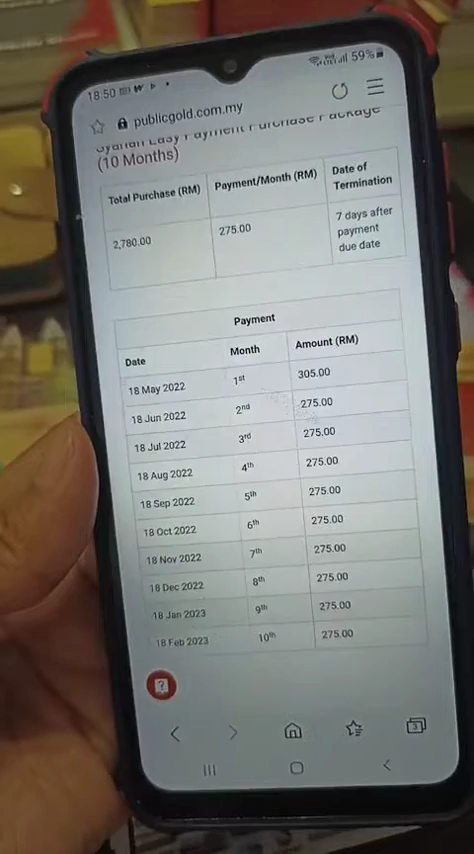 18:50
59%
publicgold.com.my
Easy Payment Purchase Package
(10 Months)
Total Purchase (RM) Payment/Month (RM) Date of Termination
2,780.00 275.00 7 days after payment due date
Payment
Date Month Amount (RM)
18 May 2022 1st 305.00
18 Jun 2022 2nd 275.00
18 Jul 2022 3rd 275.00
18 Aug 2022 4th 275.00
18 Sep 2022 5th 275.00
18 Oct 2022 6th 275.00
18 Nov 2022 7th 275.00
18 Dec 2022 8th 275.00
18 Jan 2023 9th 275.00
18 Feb 2023 10th 275.00
?
3